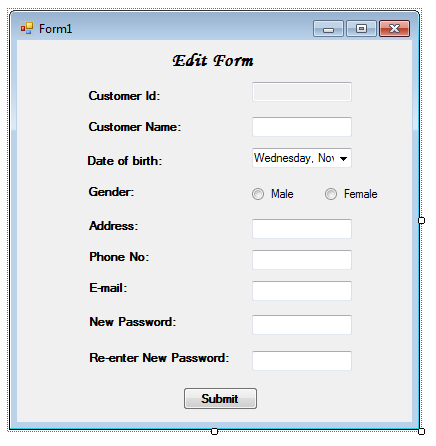 Form1
Edit Form
Customer Id:
Customer Name:
Date of birth: Wednesday, Nov
Gender: Male Female
Address:
Phone No:
E-mail:
New Password:
Re-enter New Password:
Submit